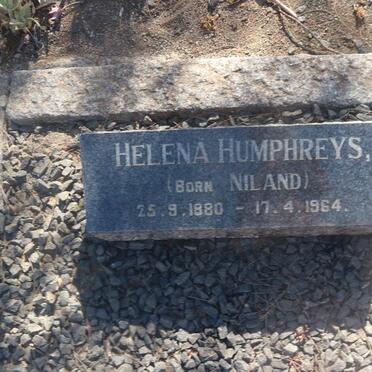 HELENA HUMPHREYS,
(BORN NILAND)
25.9.1880 - 17.4.1964.